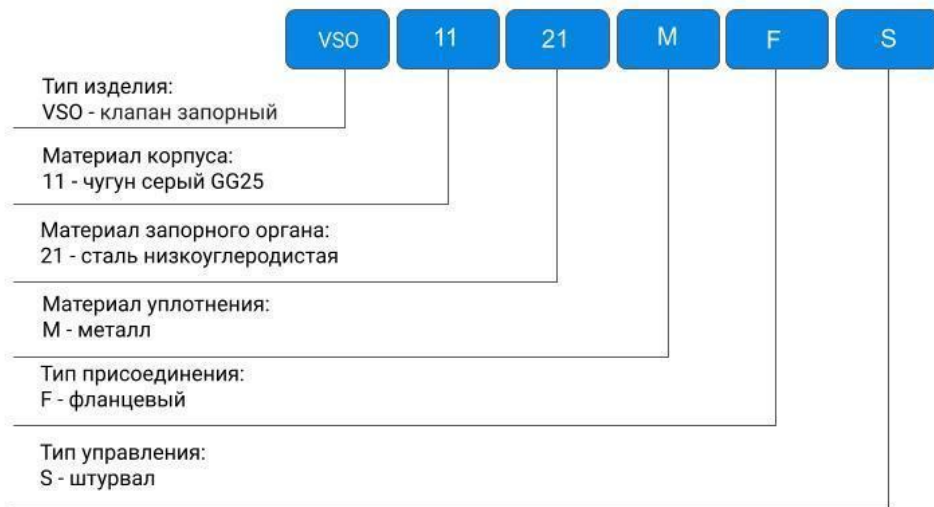 VSO 11 21 M F S
Тип изделия:
VSO - клапан запорный
Материал корпуса:
11 - чугун серый GG25
Материал запорного органа:
21 - сталь низкоуглеродистая
Материал уплотнения:
М - металл
Тип присоединения:
F - фланцевый
Тип управления:
S - штурвал